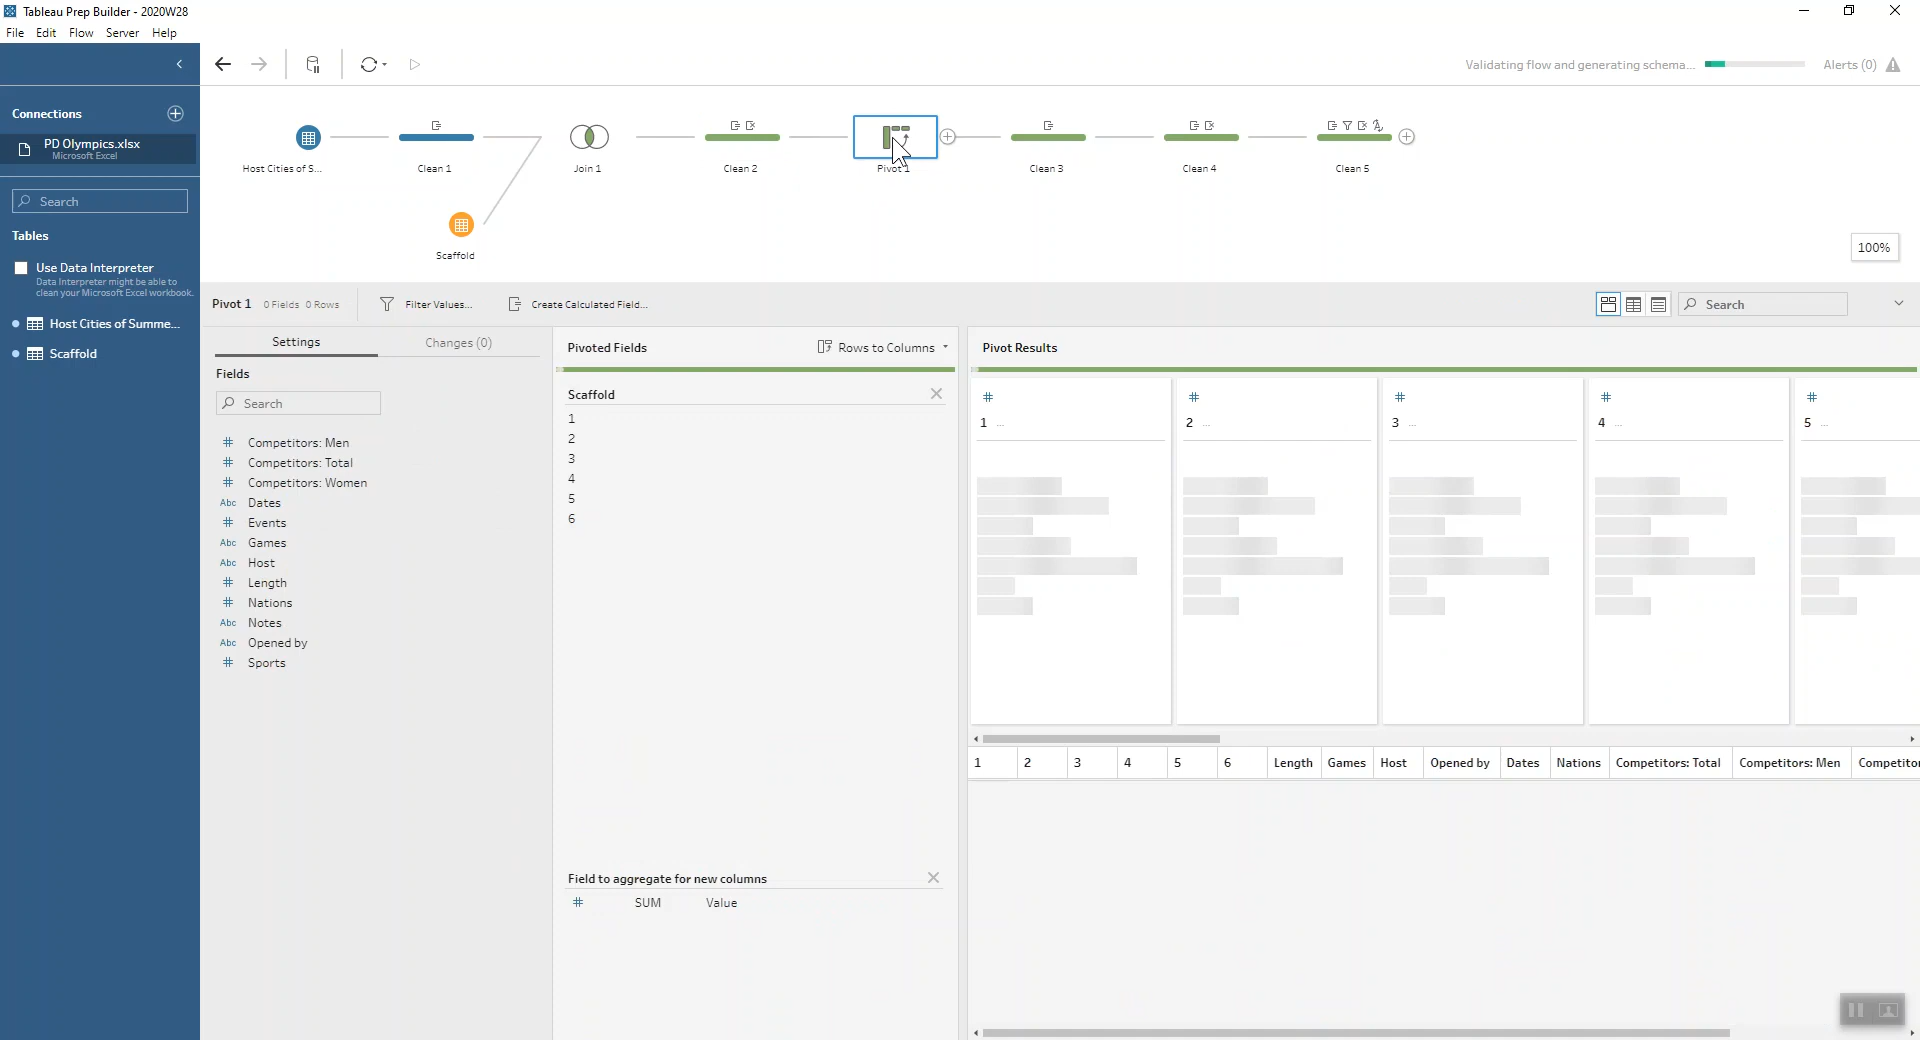 Tableau Prep Builder - 2020W28
File Edit Flow Server Help
Validating flow and generating schema... Alerts (0)
Connections
PD Olympics.xlsx
Microsoft Excel
Search
Tables
Use Data Interpreter
Data Interpreter might be able to
clean your Microsoft Excel workbook.
Host Cities of Summe...
Scaffold
Host Cities of S... Clean 1 Join 1 Clean 2 Pivot 1 Clean 3 Clean 4 Clean 5
Scaffold
100%
Pivot 1 0 Fields 0 Rows Filter Values... Create Calculated Field... Search
Settings Changes (0)
Fields
Search
# Competitors: Men
# Competitors: Total
# Competitors: Women
Abc Dates
# Events
Abc Games
Abc Host
# Length
# Nations
Abc Notes
Abc Opened by
# Sports
Pivoted Fields Rows to Columns
Scaffold
1
2
3
4
5
6
Field to aggregate for new columns
# SUM Value
Pivot Results
# # # # #
1 ... 2 ... 3 ... 4 ... 5 ...
1 2 3 4 5 6 Length Games Host Opened by Dates Nations Competitors: Total Competitors: Men Competitor